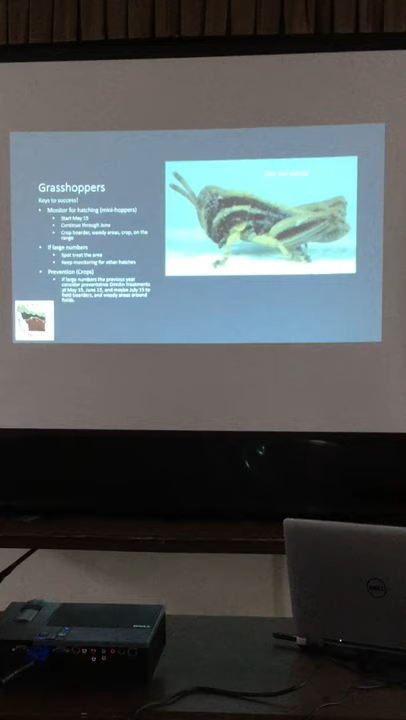 Grasshoppers
Keys to success!
• Monitor for hatching (mini-hoppers)
• Start May 15
• Continue through June
• Crop boarder, weedy areas, crop, on the
range
• If large numbers
• Spot treat the area
• Keep monitoring for other hatches
• Prevention (Crops)
• If large numbers the previous year
consider preventative Dimilin treatments
at May 15, June 15, and maybe July 15 to
field boarders, and weedy areas around
fields.
DELL
DELL